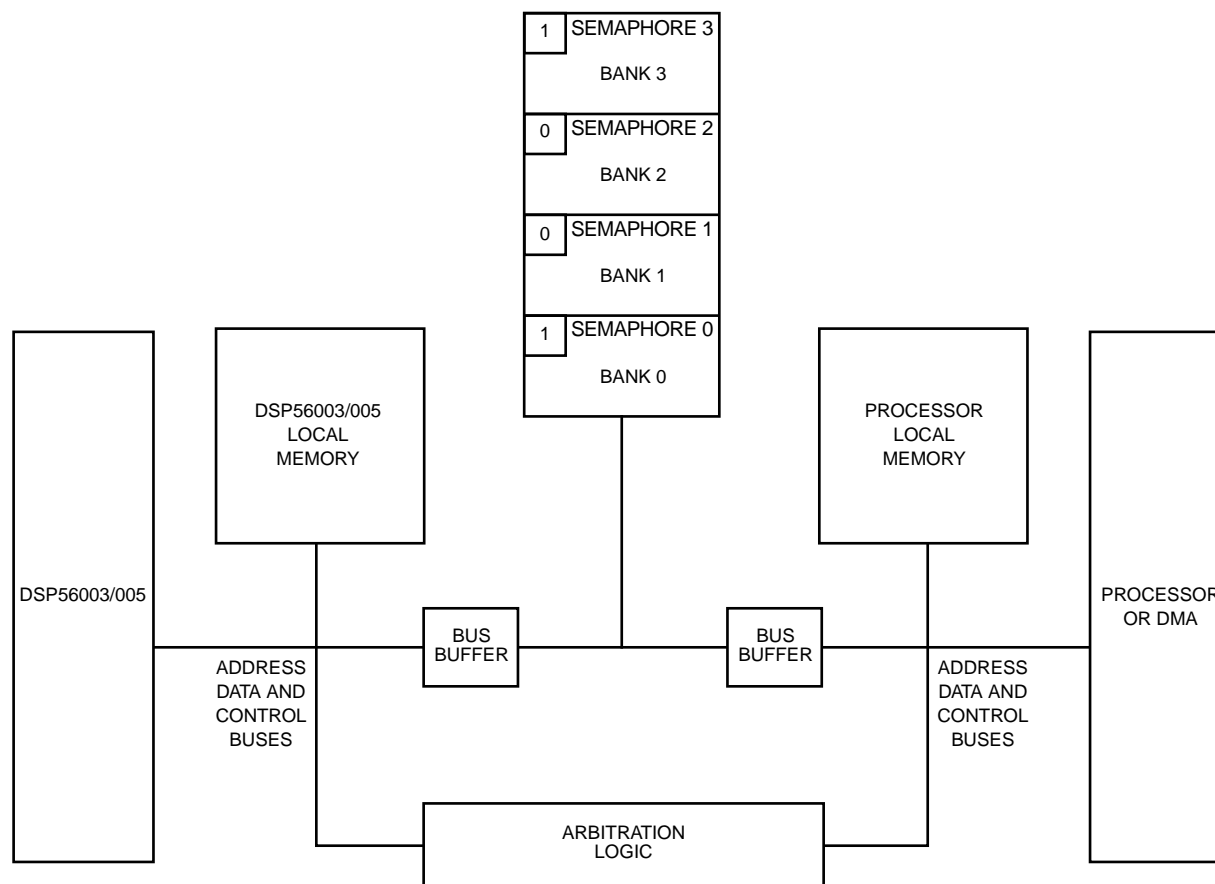 1 SEMAPHORE 3
BANK 3
0 SEMAPHORE 2
BANK 2
0 SEMAPHORE 1
BANK 1
1 SEMAPHORE 0
BANK 0
DSP56003/005
LOCAL
MEMORY
PROCESSOR
LOCAL
MEMORY
DSP56003/005
BUS
BUFFER
BUS
BUFFER
PROCESSOR
OR DMA
ADDRESS
DATA AND
CONTROL
BUSES
ADDRESS
DATA AND
CONTROL
BUSES
ARBITRATION
LOGIC